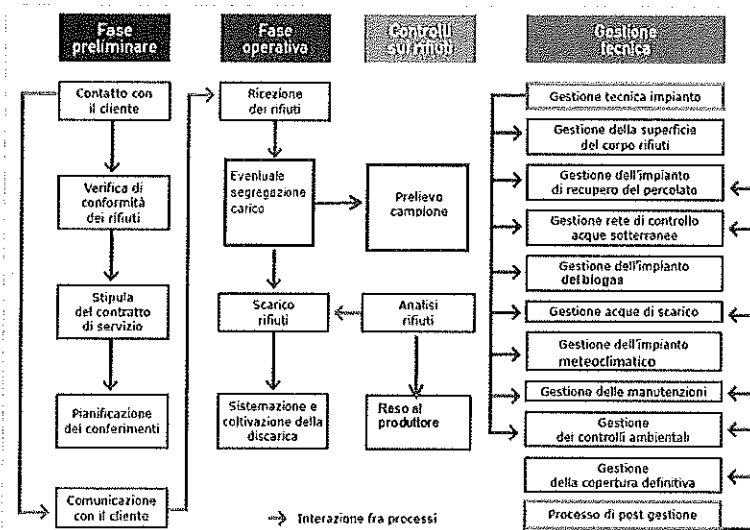 Fase
preliminare
Contatto con
il cliente
Verifica di
conformità
dei rifiuti
Stipula
del contratto
di servizio
Pianificazione
dei conferimenti
Comunicazione
con il cliente
Fase
operativa
Ricezione
dei rifiuti
Eventuale
segregazione
carico
Scarico
rifiuti
Sistemazione e
coltivazione della
discarica
Controlli
sui rifiuti
Prelievo
campione
Analisi
rifiuti
Reso al
produttore
Interazione fra processi
Gestione
tecnica
Gestione tecnica impianto
Gestione della superficia
del corpo rifiuti
Gestione dell'impianto
di recupero del percolato
Gestione rete di controllo
acque sotterranee
Gestione dell'impianto
del biogas
Gestione acque di scarico
Gestione dell'impianto
meteoclimatico
Gestione delle manutenzioni
Gestione
dei controlli ambientali
Gestione
della copertura definitiva
Processo di post gestione